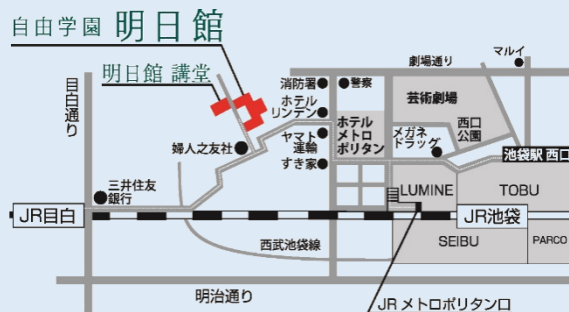 自由学園 明日館
明日館 講堂
目白通り
消防署
警察
劇場通り
マルイ
ホテル
リンデン
ヤマト
運輸
すき家
ホテル
メトロ
ポリタン
芸術劇場
西口
公園
メガネ
ドラッグ
池袋駅 西口
婦人之友社
三井住友
銀行
LUMINE
TOBU
JR目白
JR池袋
西武池袋線
SEIBU
PARCO
明治通り
JRメトロポリタン口